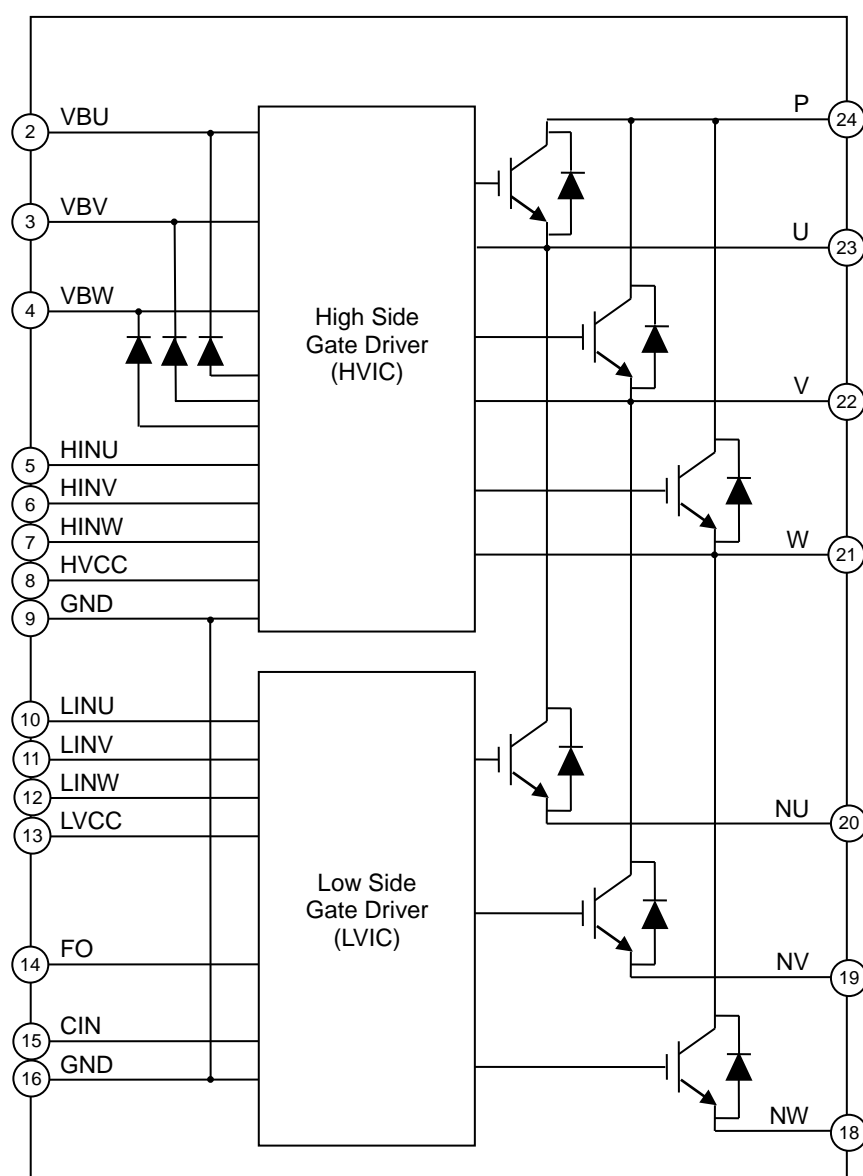 2 VBU
3 VBV
4 VBW
5 HINU
6 HINV
7 HINW
8 HVCC
9 GND
10 LINU
11 LINV
12 LINW
13 LVCC
14 FO
15 CIN
16 GND
High Side
Gate Driver
(HVIC)
Low Side
Gate Driver
(LVIC)
P 24
U 23
V 22
W 21
NU 20
NV 19
NW 18